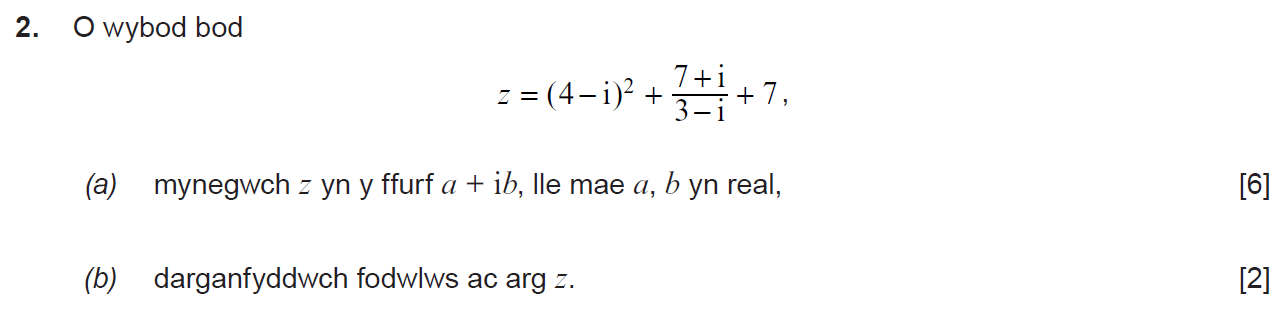 2. O wybod bod
z = (4 – i)² + \frac{7 + i}{3 – i} + 7,
(a) mynegwch z yn y ffurf a + ib, lle mae a, b yn real, [6]
(b) darganfyddwch fodwlws ac arg z. [2]